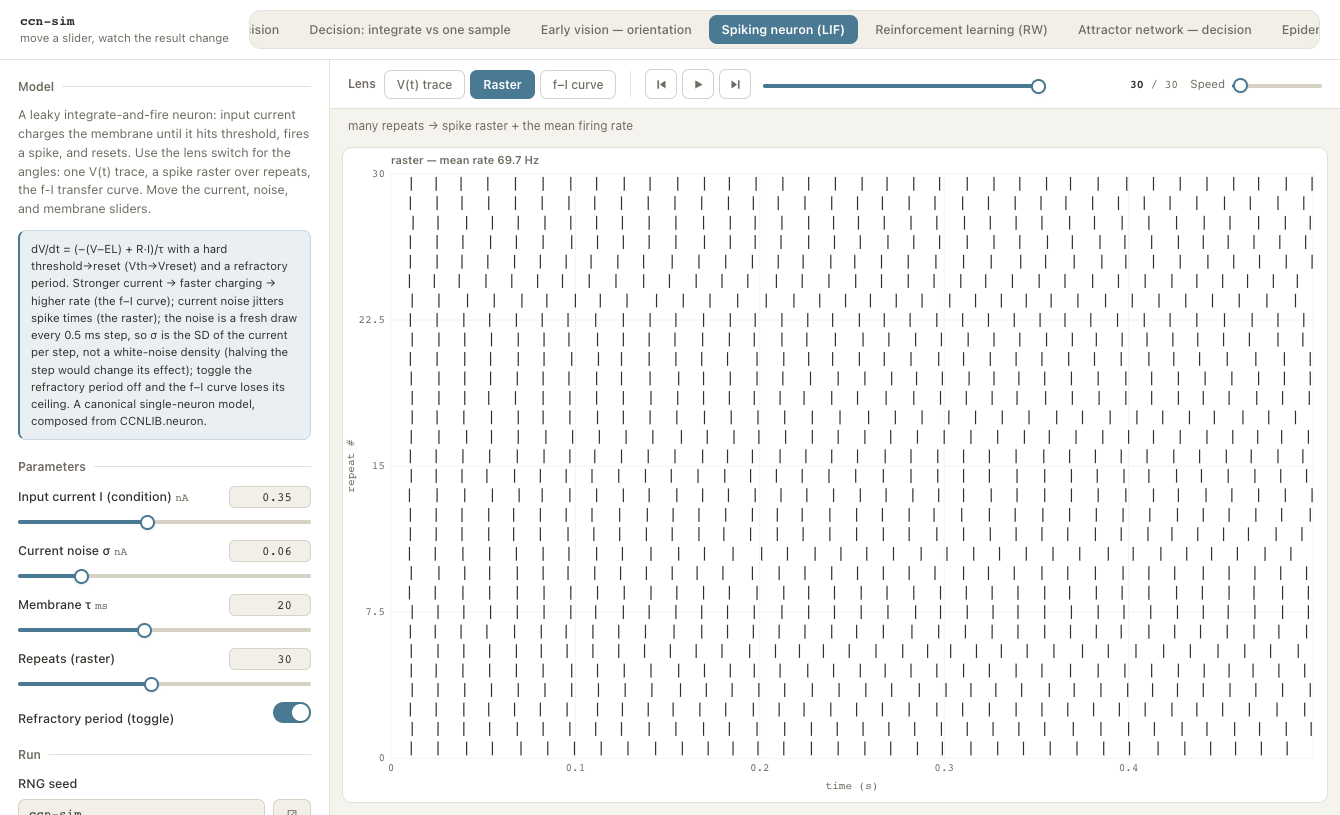 ccn-sim
move a slider, watch the result change
ision
Decision: integrate vs one sample
Early vision — orientation
Spiking neuron (LIF)
Reinforcement learning (RW)
Attractor network — decision
Epider
Model
A leaky integrate-and-fire neuron: input current
charges the membrane until it hits threshold, fires
a spike, and resets. Use the lens switch for the
angles: one V(t) trace, a spike raster over repeats,
the f-I transfer curve. Move the current, noise,
and membrane sliders.
dV/dt = (−(V−EL) + R·I)/τ with a hard
threshold→reset (Vth→Vreset) and a refractory
period. Stronger current → faster charging →
higher rate (the f–I curve); current noise jitters
spike times (the raster); the noise is a fresh draw
every 0.5 ms step, so σ is the SD of the current
per step, not a white-noise density (halving the
step would change its effect); toggle the
refractory period off and the f–I curve loses its
ceiling. A canonical single-neuron model,
composed from CCNLIB.neuron.
Parameters
Input current I (condition) nA
0.35
Current noise σ nA
0.06
Membrane τ ms
20
Repeats (raster)
30
Refractory period (toggle)
Run
RNG seed
ccn-sim
Lens
V(t) trace
Raster
f–I curve
30 / 30
Speed
many repeats → spike raster + the mean firing rate
raster — mean rate 69.7 Hz
30
22.5
15
7.5
0
repeat #
0
0.1
0.2
0.3
0.4
time (s)